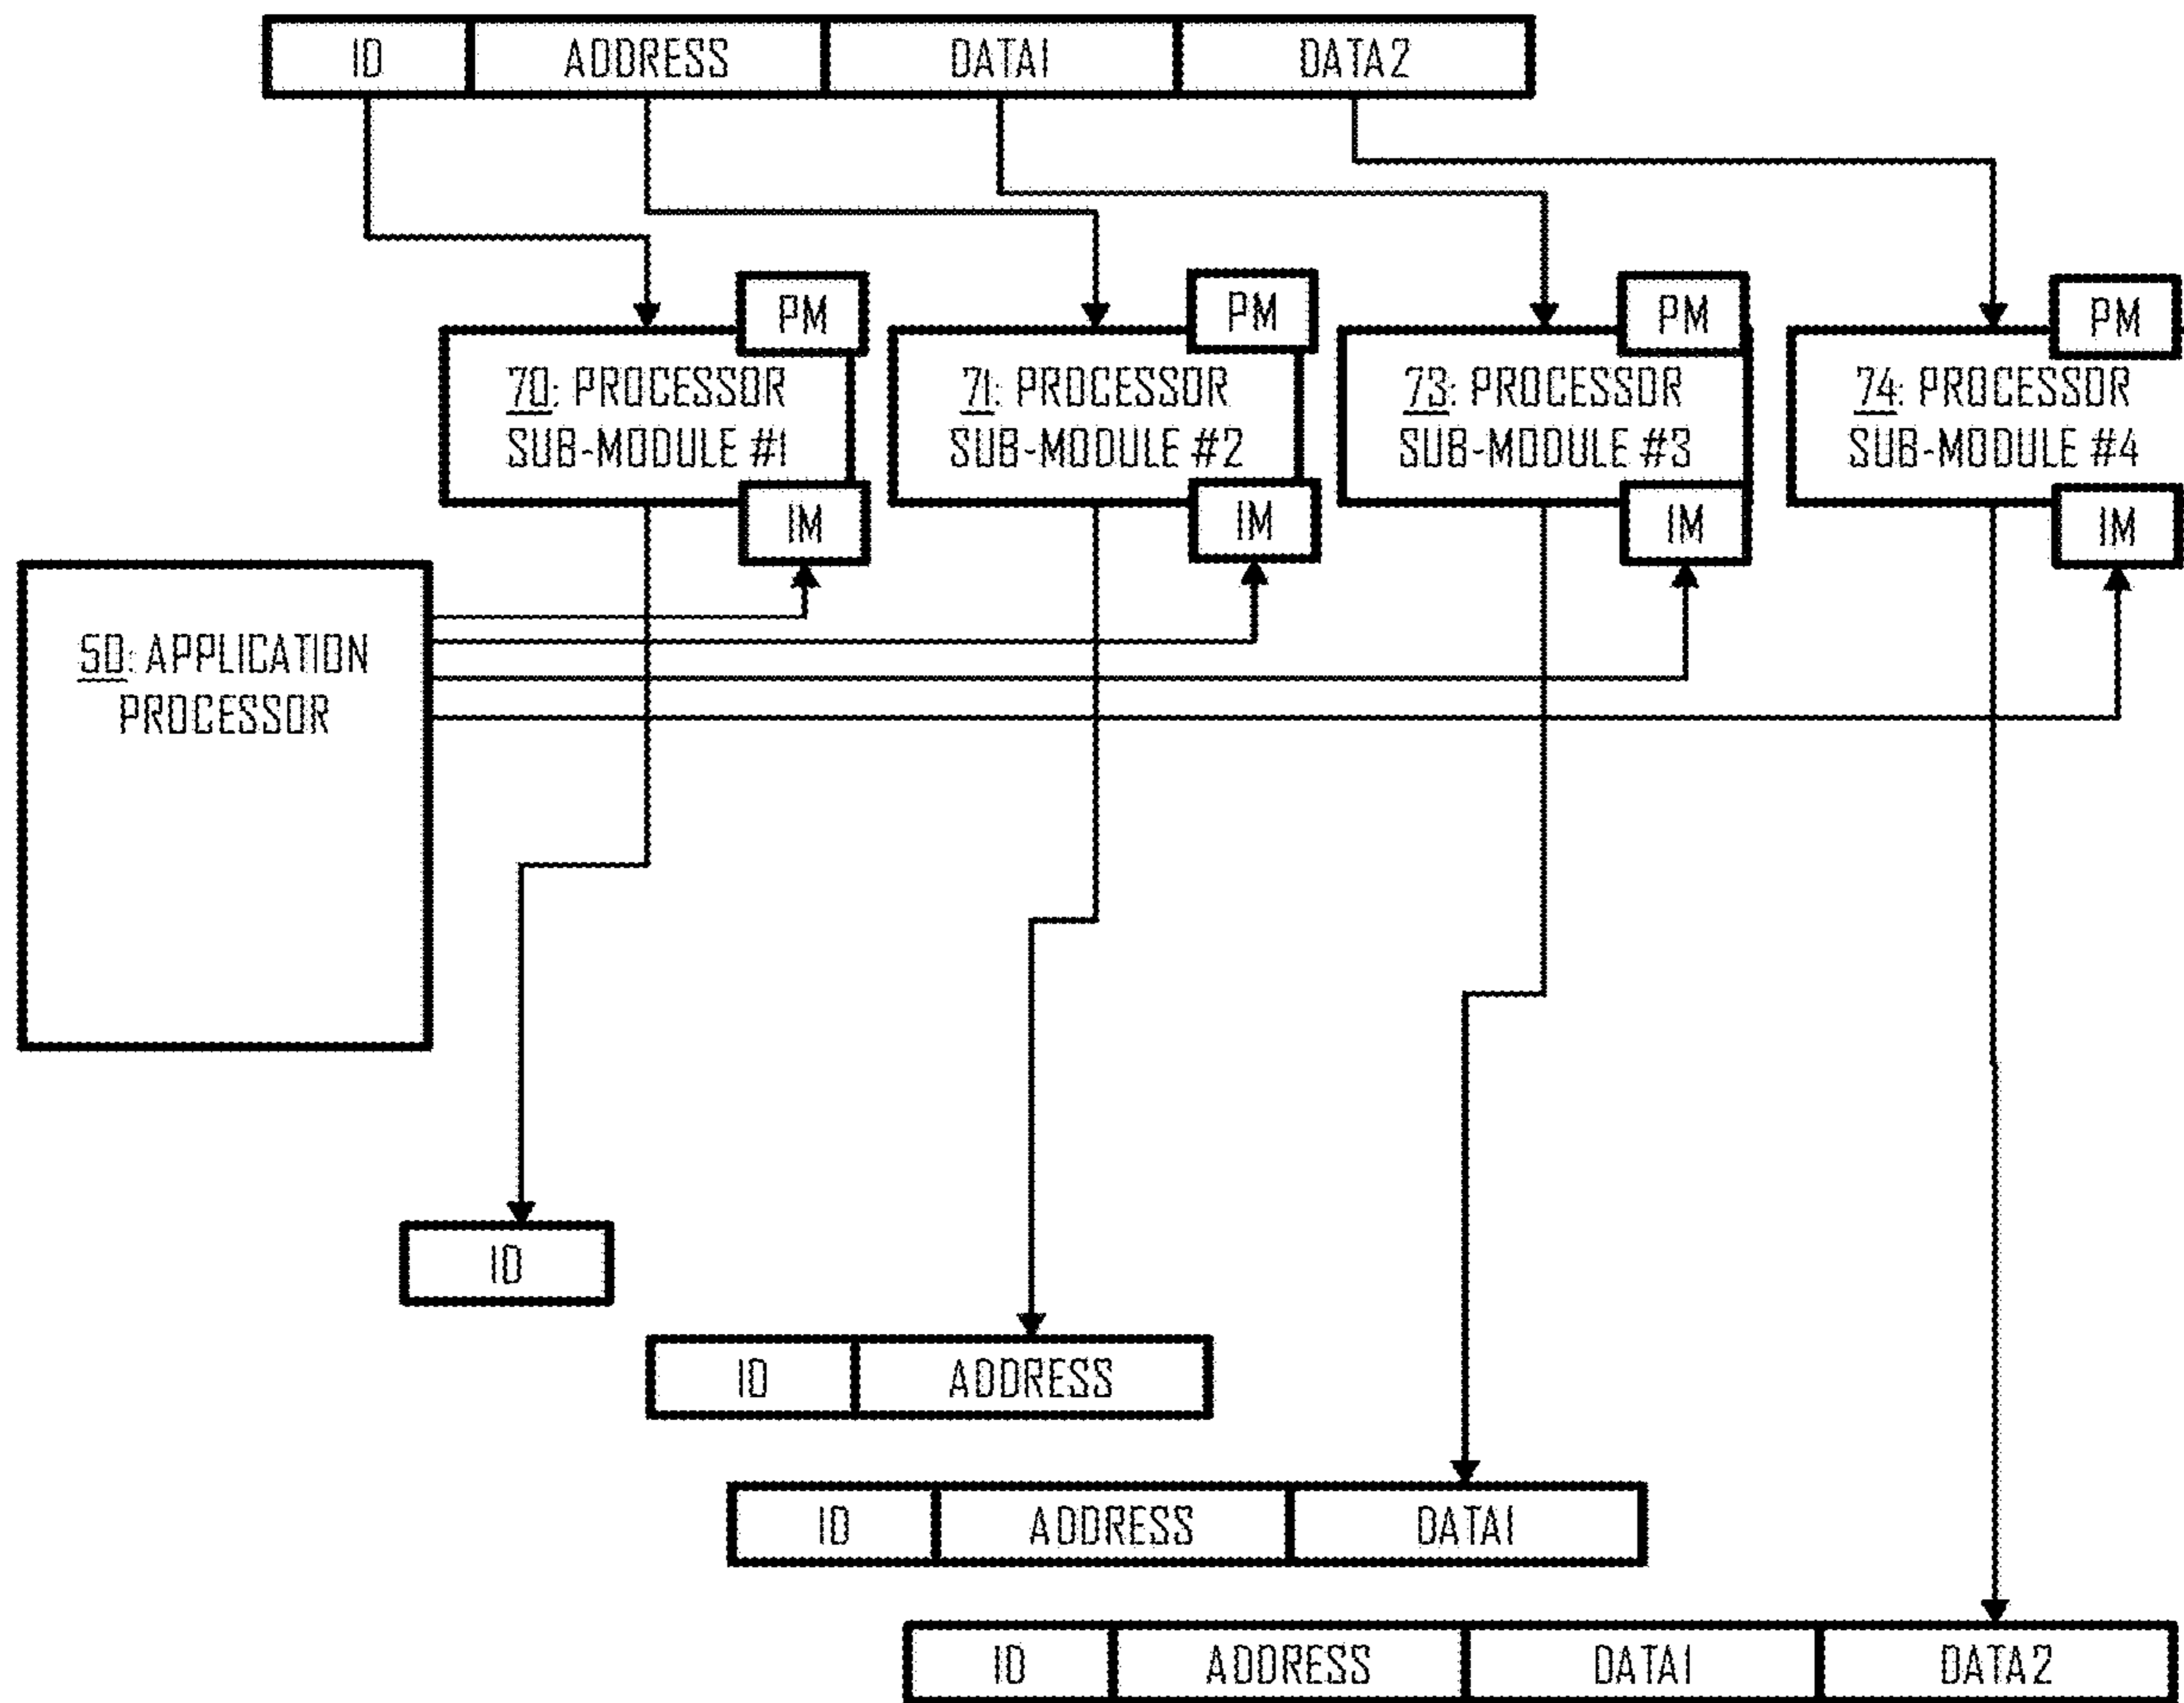 ID ADDRESS DATA1 DATA2
PM PM PM PM
70: PROCESSOR
SUB-MODULE #1
71: PROCESSOR
SUB-MODULE #2
73: PROCESSOR
SUB-MODULE #3
74: PROCESSOR
SUB-MODULE #4
IM IM IM IM
50: APPLICATION
PROCESSOR
ID
ID ADDRESS
ID ADDRESS DATA1
ID ADDRESS DATA1 DATA2